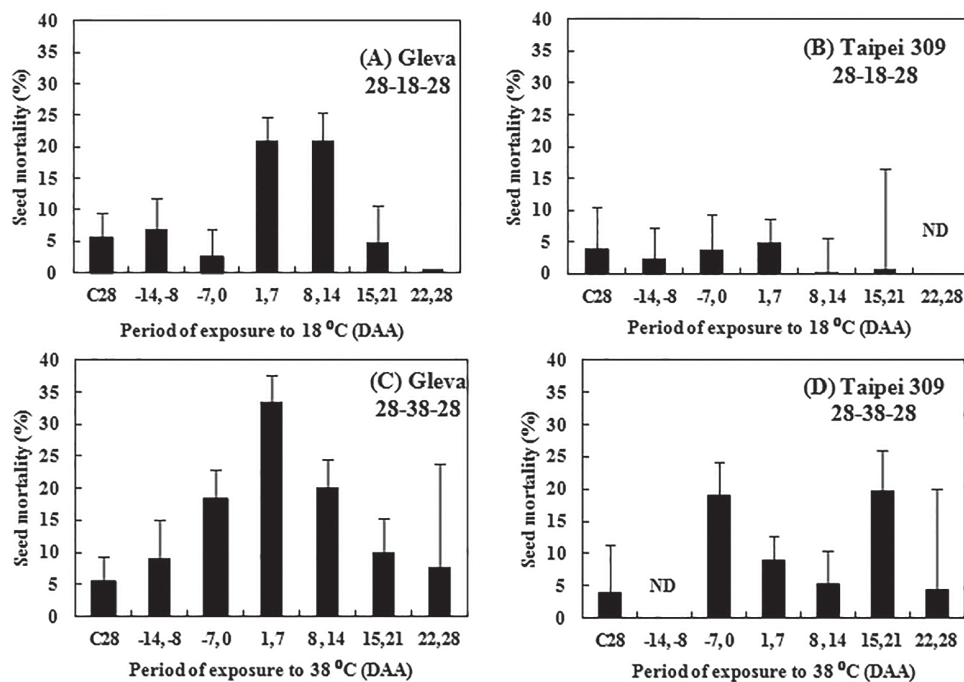 40
35
30
25
20
15
10
5
0
Seed mortality (%)
(A) Gleva
28-18-28
C28 -14,-8 -7,0 1,7 8,14 15,21 22,28
Period of exposure to 18 ⁰C (DAA)
40
35
30
25
20
15
10
5
0
Seed mortality (%)
(B) Taipei 309
28-18-28
ND
C28 -14,-8 -7,0 1,7 8,14 15,21 22,28
Period of exposure to 18 ⁰C (DAA)
40
35
30
25
20
15
10
5
0
Seed mortality (%)
(C) Gleva
28-38-28
C28 -14,-8 -7,0 1,7 8,14 15,21 22,28
Period of exposure to 38 ⁰C (DAA)
40
35
30
25
20
15
10
5
0
Seed mortality (%)
(D) Taipei 309
28-38-28
ND
C28 -14,-8 -7,0 1,7 8,14 15,21 22,28
Period of exposure to 38 ⁰C (DAA)